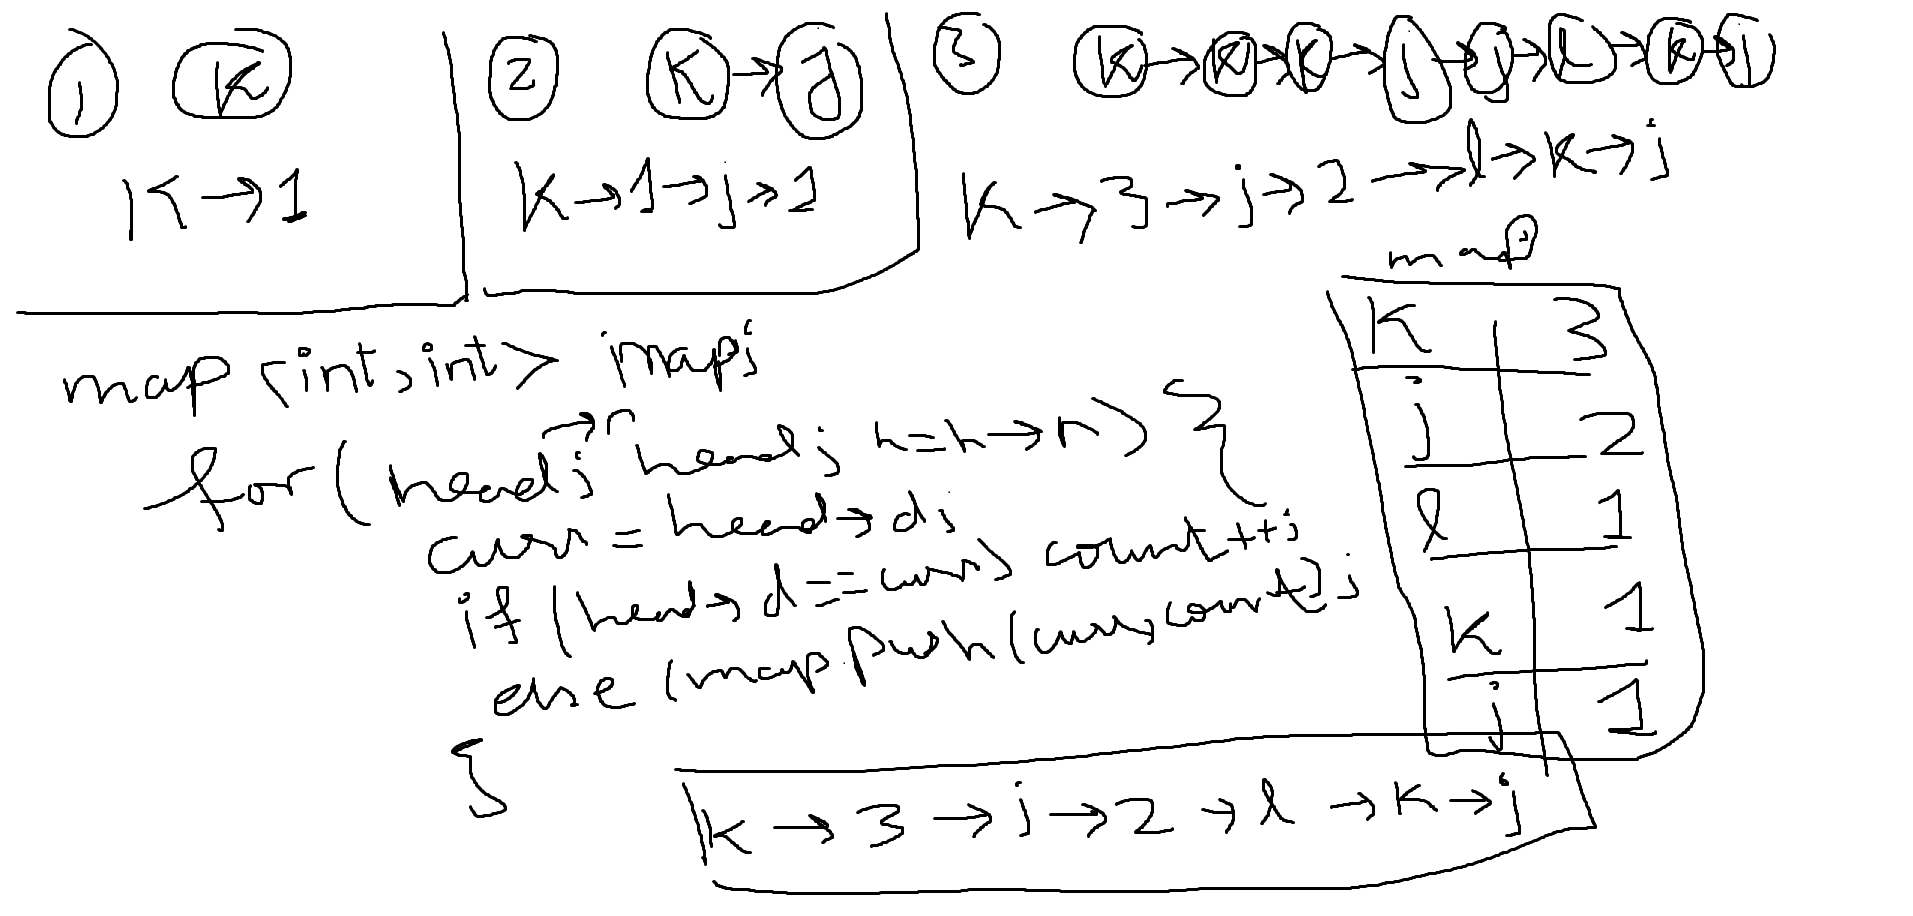 1 K
K→1
2 K→j
K→1→j→1
3 K→K→K→j→j→l→K→j
K→3→j→2→l→K→j
map
K 3
j 2
l 1
K 1
j 1
map <int, int> map;
→n
for (head; head; h=h→n) {
curr = head→d;
if (head→d == curr) count++;
else (map.push(curr, count);
}
K→3→j→2→l→K→j